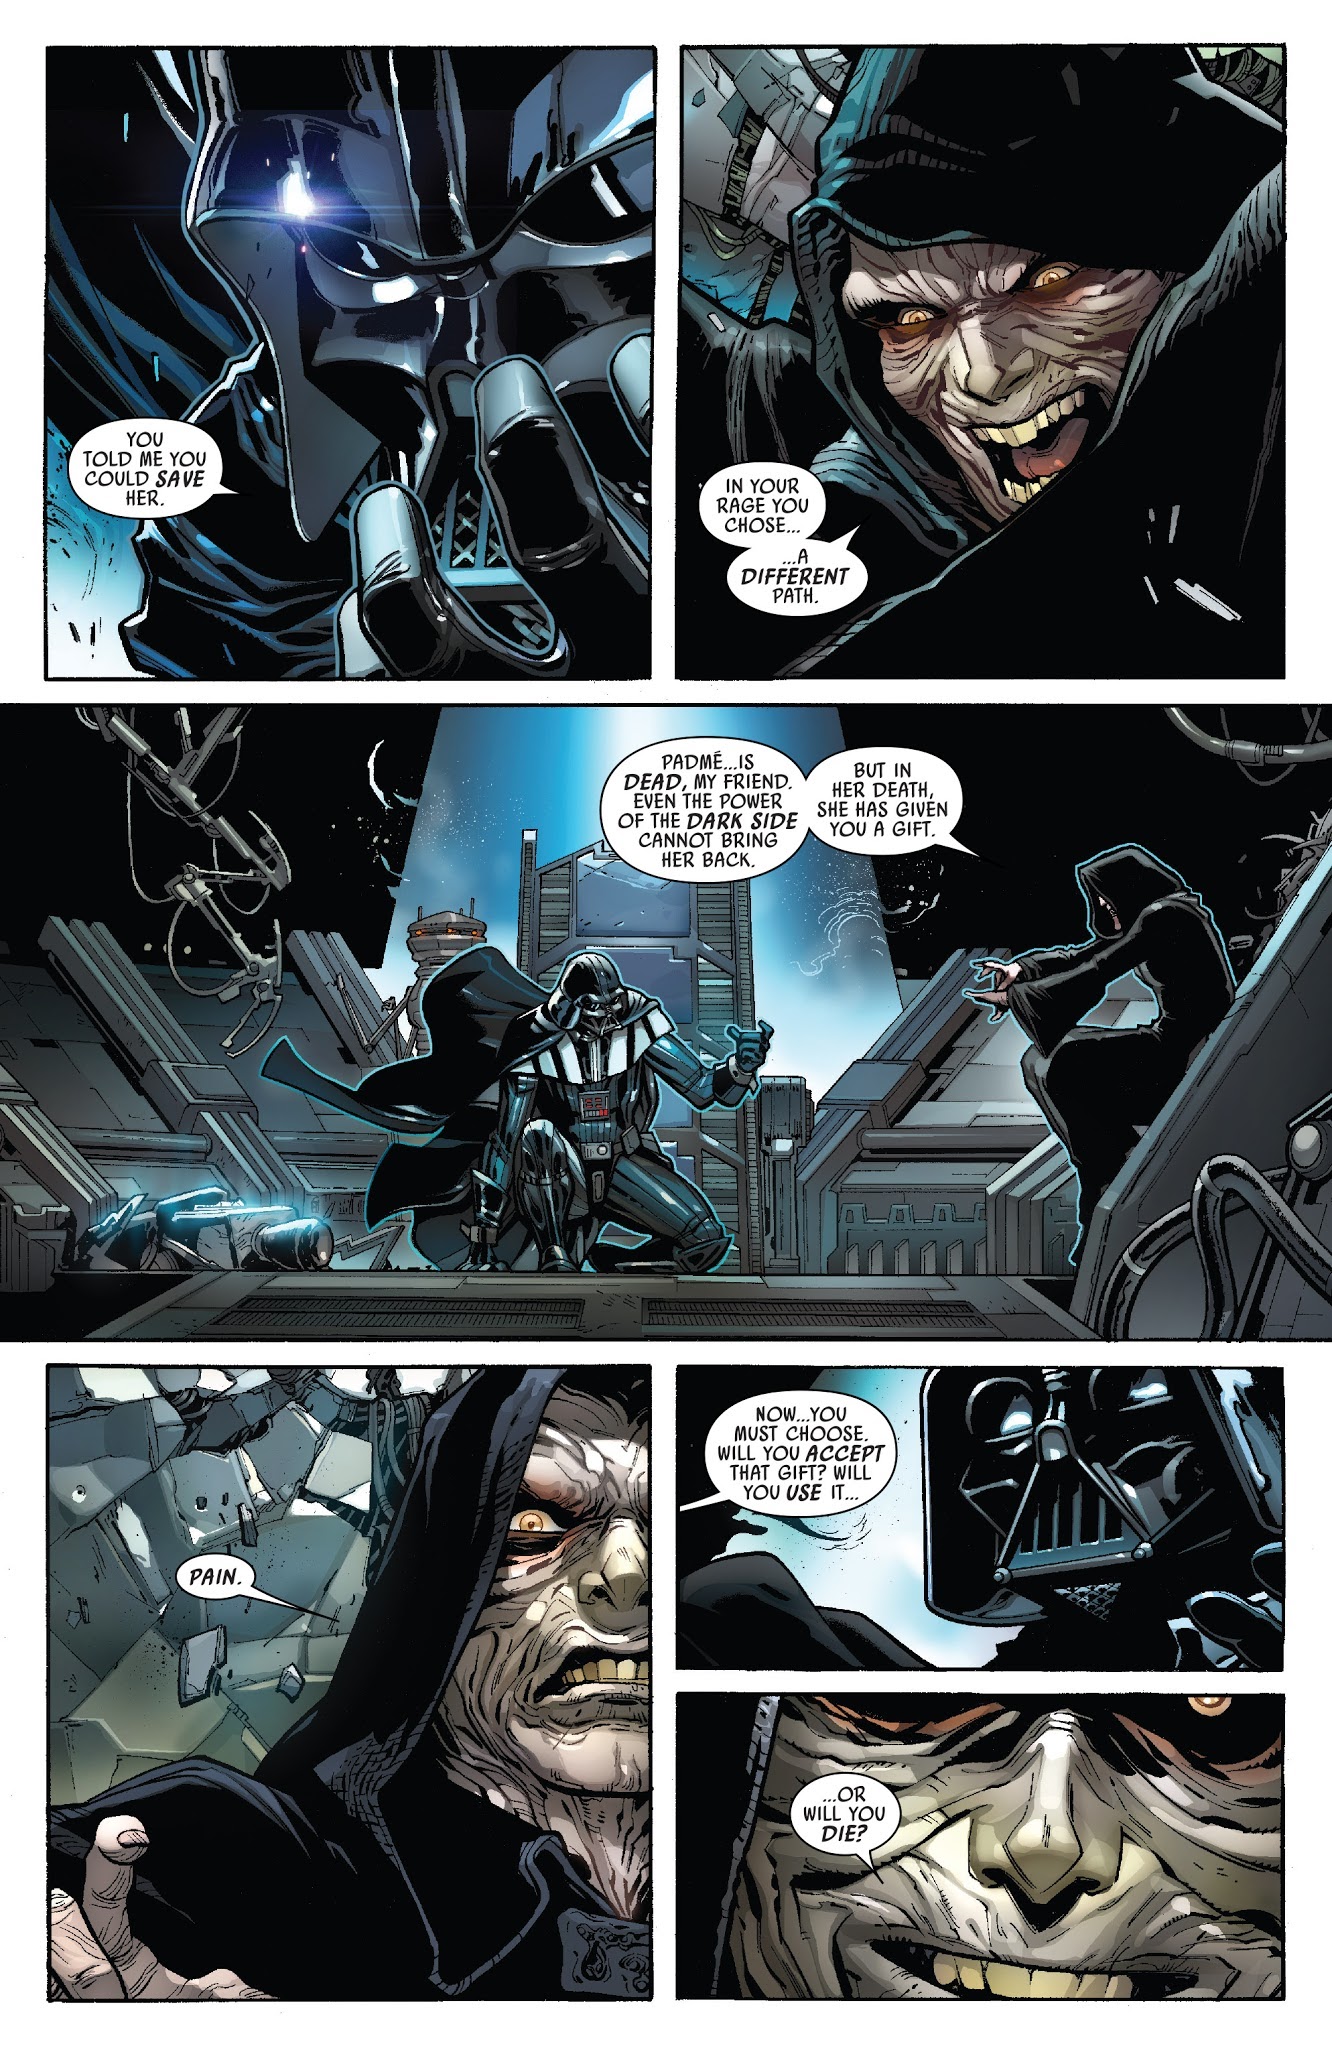 YOU
TOLD ME YOU
COULD SAVE
HER.
IN YOUR
RAGE YOU
CHOSE...
...A
DIFFERENT
PATH.
PADMÉ...IS
DEAD, MY FRIEND.
EVEN THE POWER
OF THE DARK SIDE
CANNOT BRING
HER BACK.
BUT IN
HER DEATH,
SHE HAS GIVEN
YOU A GIFT.
PAIN.
NOW...YOU
MUST CHOOSE.
WILL YOU ACCEPT
THAT GIFT? WILL
YOU USE IT...
...OR
WILL YOU
DIE?